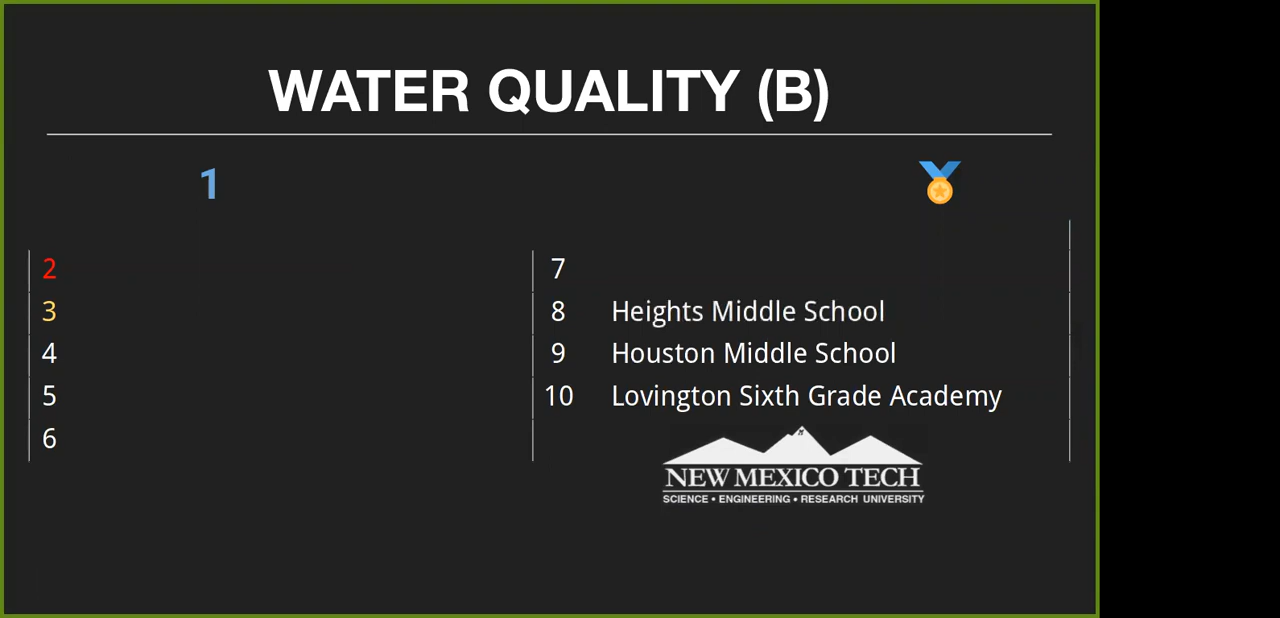 WATER QUALITY (B)
1
2
3
4
5
6
7
8 Heights Middle School
9 Houston Middle School
10 Lovington Sixth Grade Academy
NEW MEXICO TECH
SCIENCE • ENGINEERING • RESEARCH UNIVERSITY